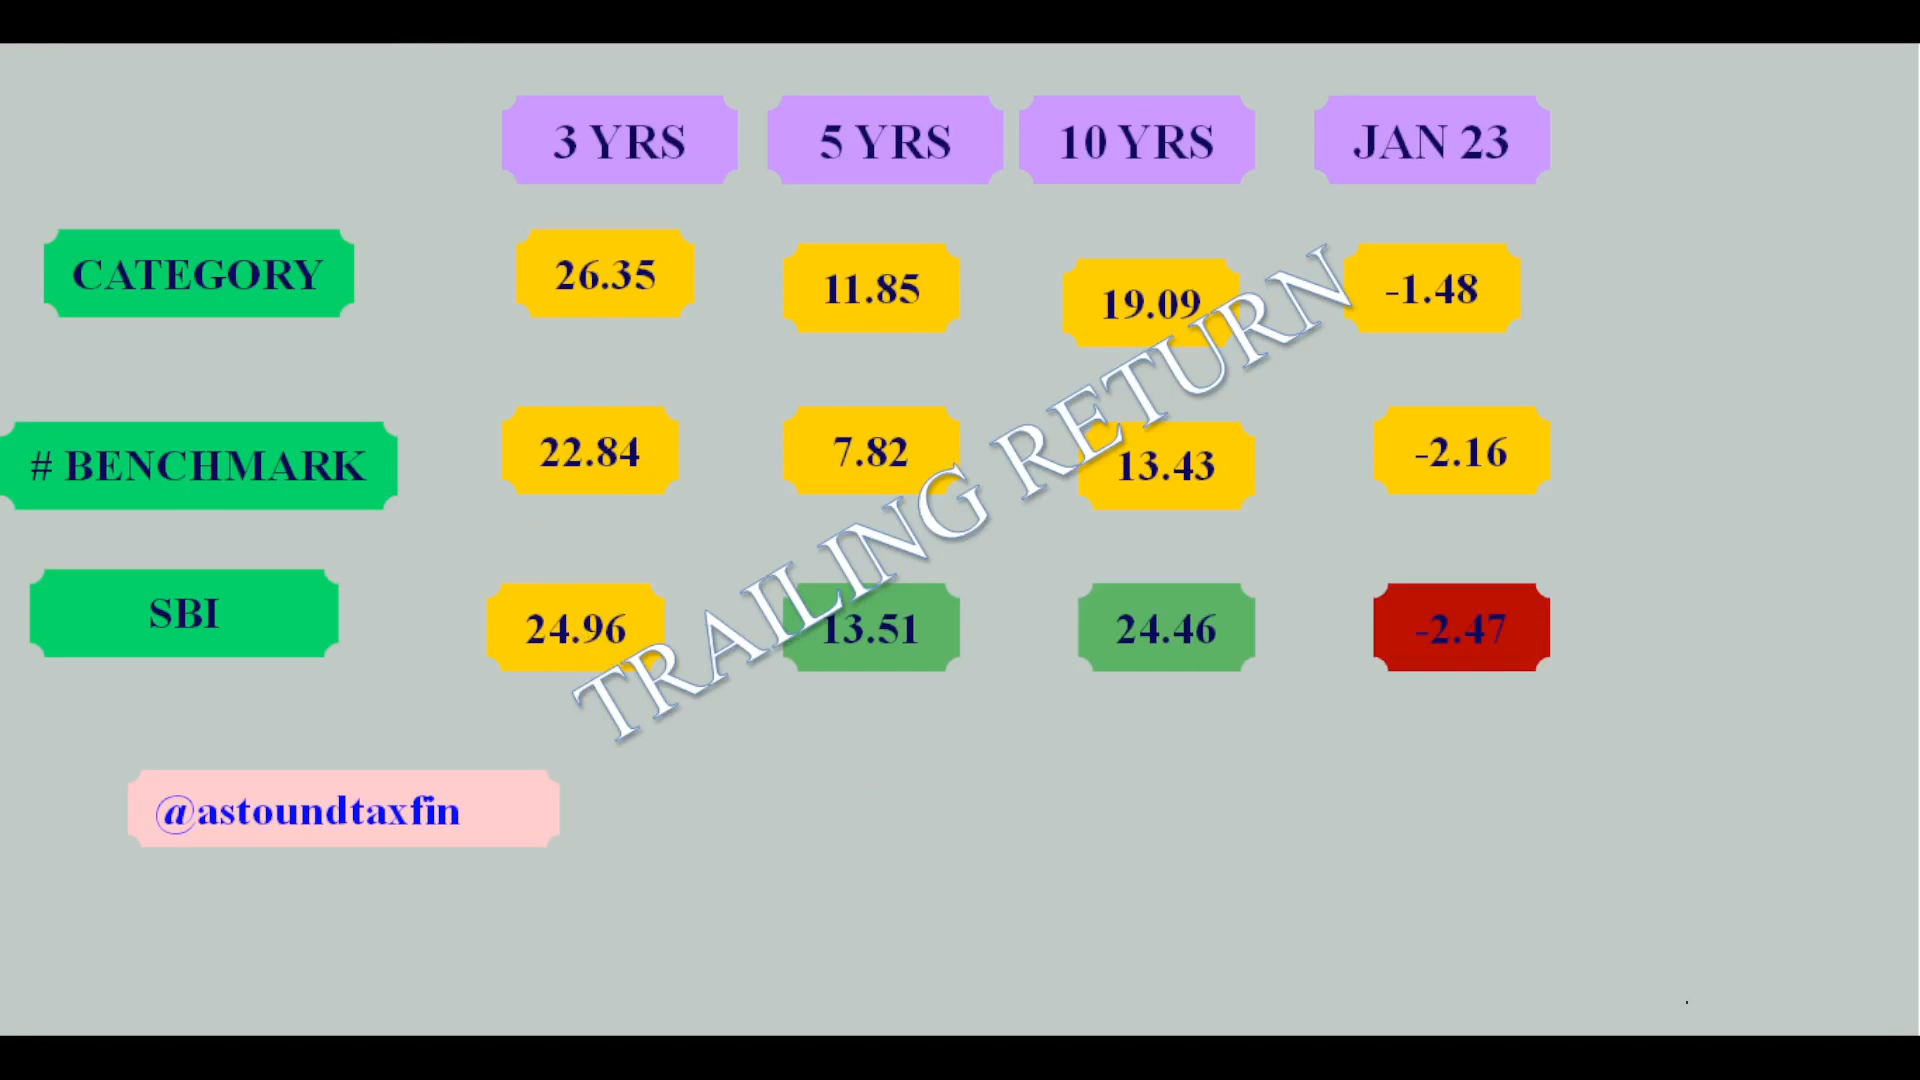 3 YRS 5 YRS 10 YRS JAN 23
CATEGORY 26.35 11.85 19.09 -1.48
# BENCHMARK 22.84 7.82 13.43 -2.16
SBI 24.96 13.51 24.46 -2.47
TRAILING RETURN
@astoundtaxfin